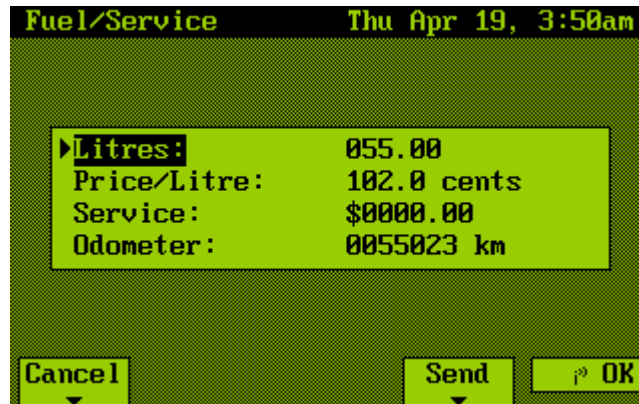 Fuel/Service Thu Apr 19, 3:50am
Litres: 055.00
Price/Litre: 102.0 cents
Service: $0000.00
Odometer: 0055023 km
Cancel Send OK